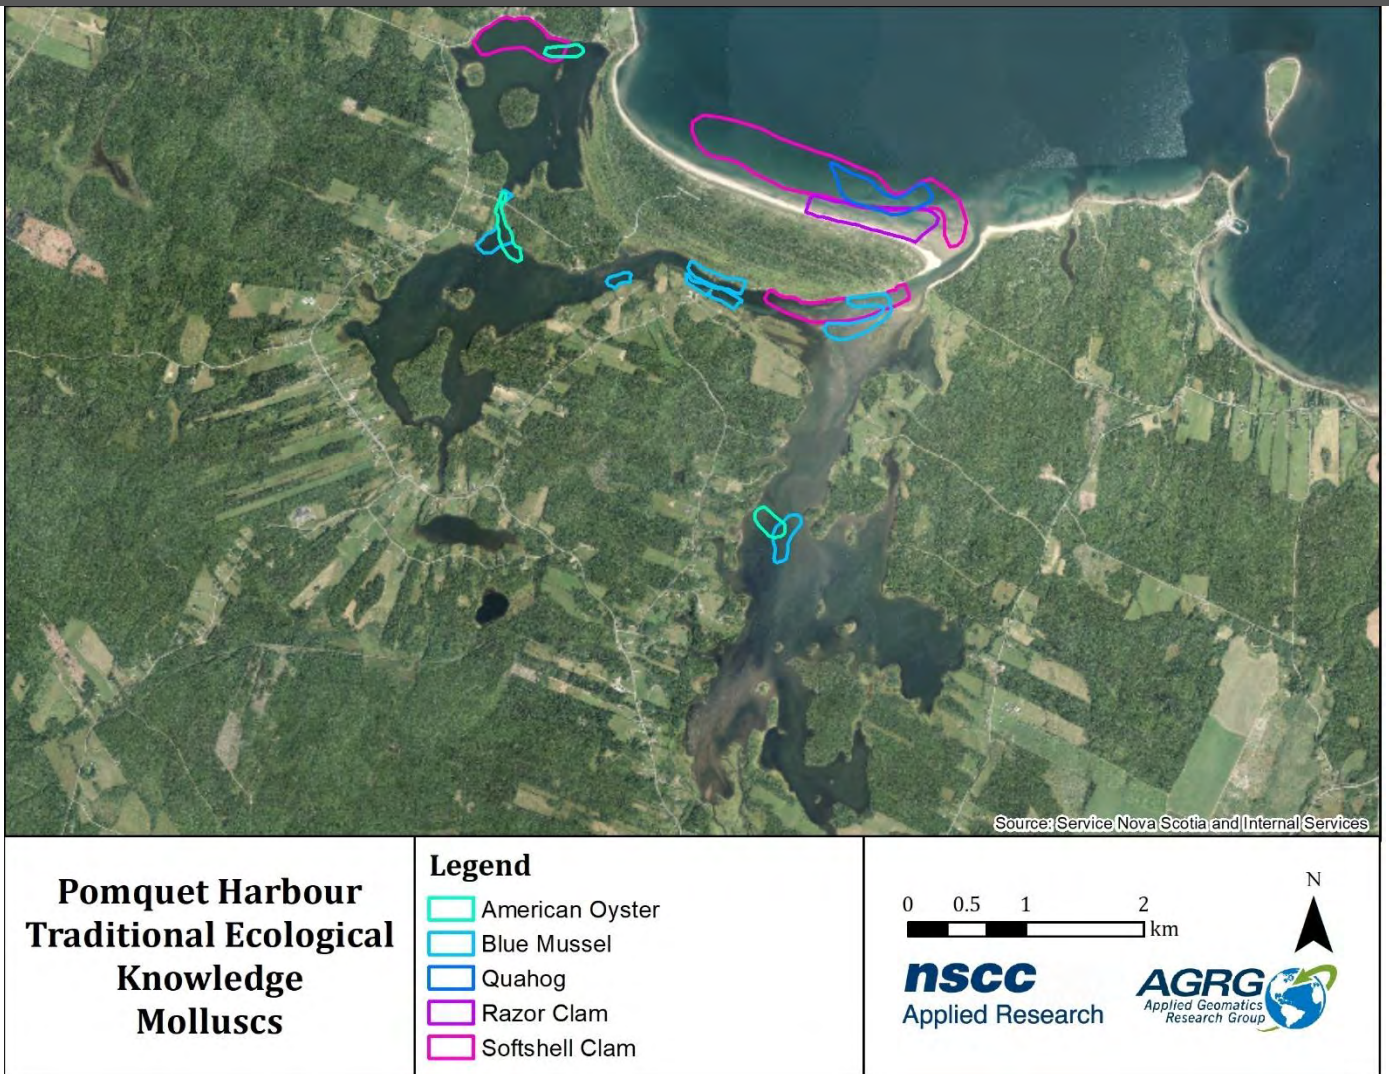 Source: Service Nova Scotia and Internal Services
Pomquet Harbour
Traditional Ecological
Knowledge
Molluscs
Legend
American Oyster
Blue Mussel
Quahog
Razor Clam
Softshell Clam
0 0.5 1 2
km
N
nscc
Applied Research
AGRG
Applied Geomatics
Research Group